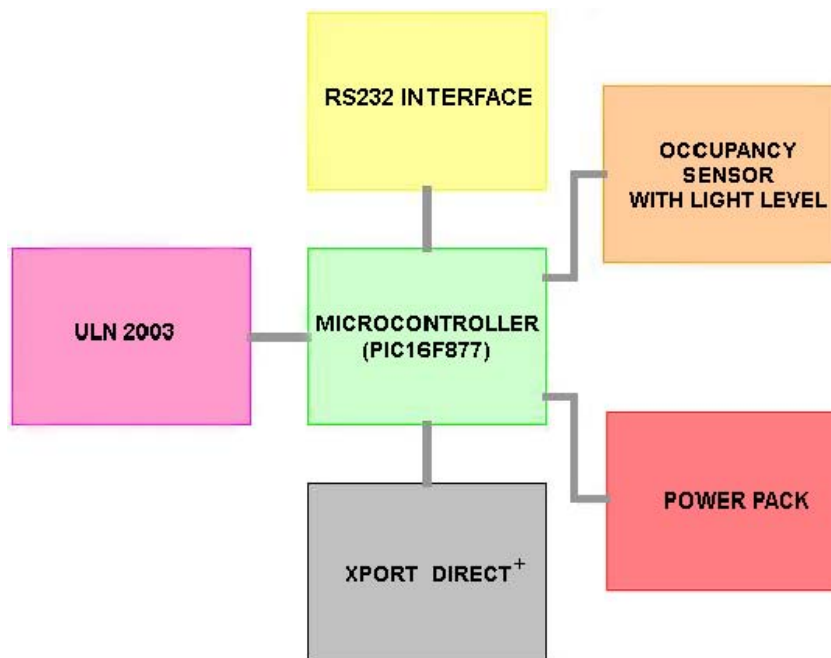 RS232 INTERFACE
OCCUPANCY
SENSOR
WITH LIGHT LEVEL
ULN 2003
MICROCONTROLLER
(PIC16F877)
POWER PACK
XPORT DIRECT+